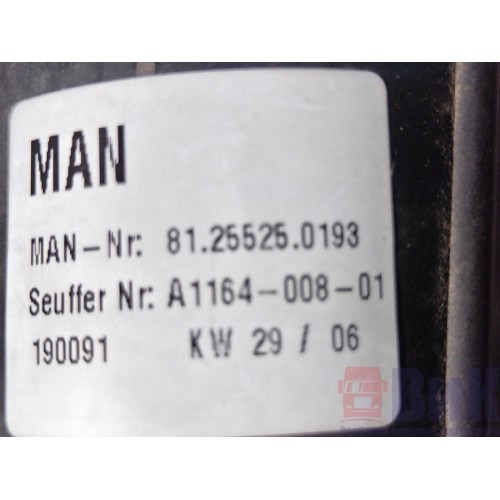 MAN
MAN-Nr: 81.25525.0193
Seuffer Nr: A1164-008-01
190091 KW 29 / 06